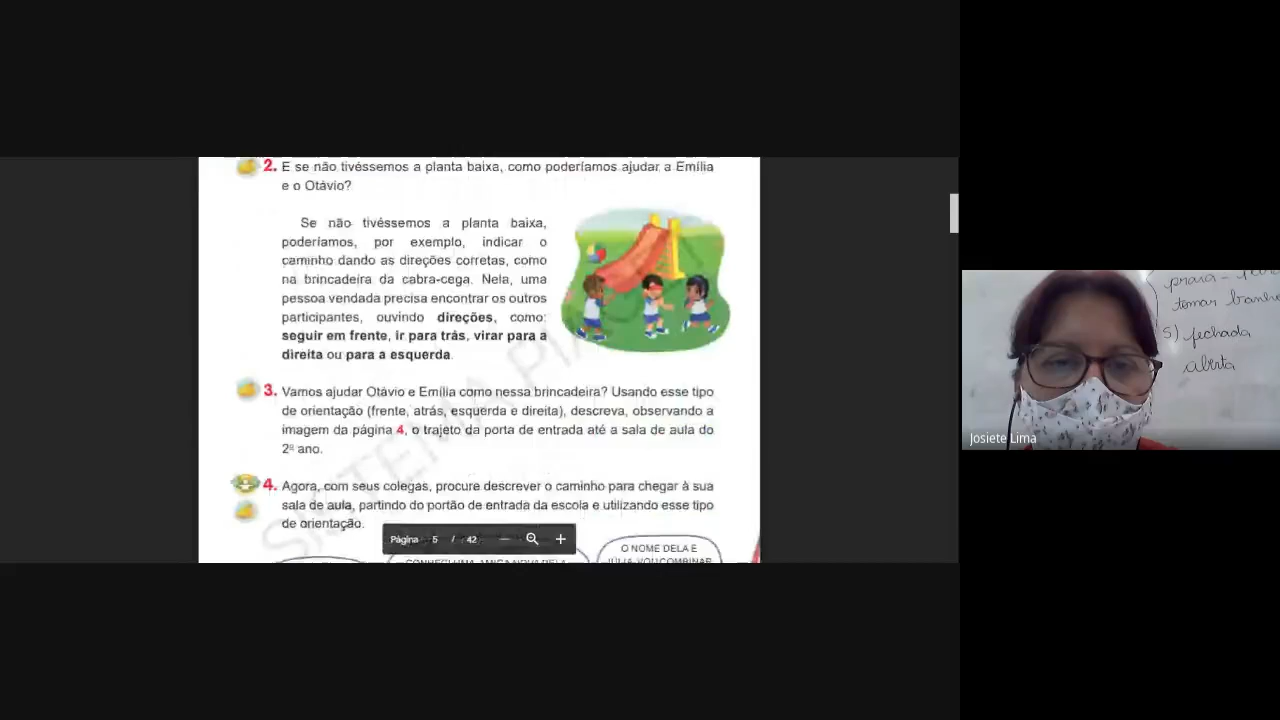 2. E se não tivéssemos a planta baixa, como poderíamos ajudar a Emília
e o Otávio?
Se não tivéssemos a planta baixa,
poderíamos, por exemplo, indicar o
caminho dando as direções corretas, como
na brincadeira da cabra-cega. Nela, uma
pessoa vendada precisa encontrar os outros
participantes, ouvindo direções, como:
seguir em frente, ir para trás, virar para a
direita ou para a esquerda.
3. Vamos ajudar Otávio e Emília como nessa brincadeira? Usando esse tipo
de orientação (frente, atrás, esquerda e direita), descreva, observando a
imagem da página 4, o trajeto da porta de entrada até a sala de aula do
2º ano.
4. Agora, com seus colegas, procure descrever o caminho para chegar à sua
sala de aula, partindo do portão de entrada da escola e utilizando esse tipo
de orientação.
Página 5 / 42
O NOME DELA É
JÚLIA. VOU COMBINAR
SISTEMA
tomar
5) fechada
aberta
Josiete Lima